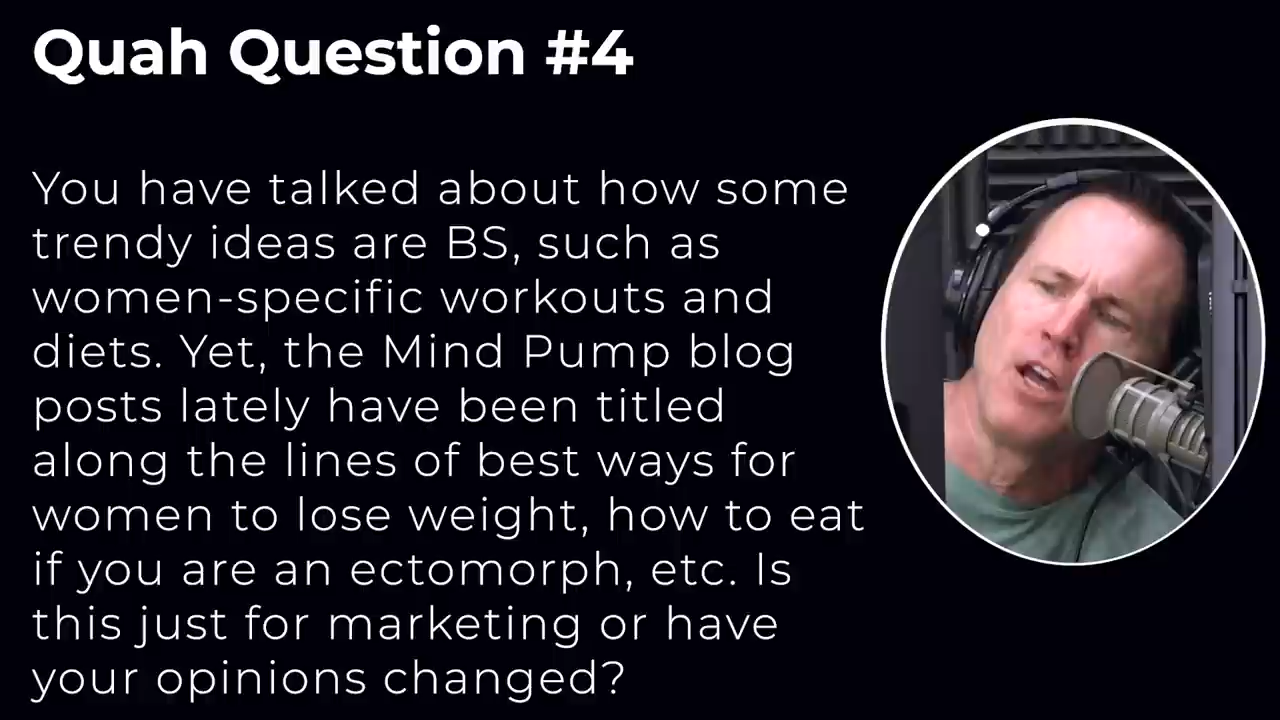 Quah Question #4
You have talked about how some
trendy ideas are BS, such as
women-specific workouts and
diets. Yet, the Mind Pump blog
posts lately have been titled
along the lines of best ways for
women to lose weight, how to eat
if you are an ectomorph, etc. Is
this just for marketing or have
your opinions changed?